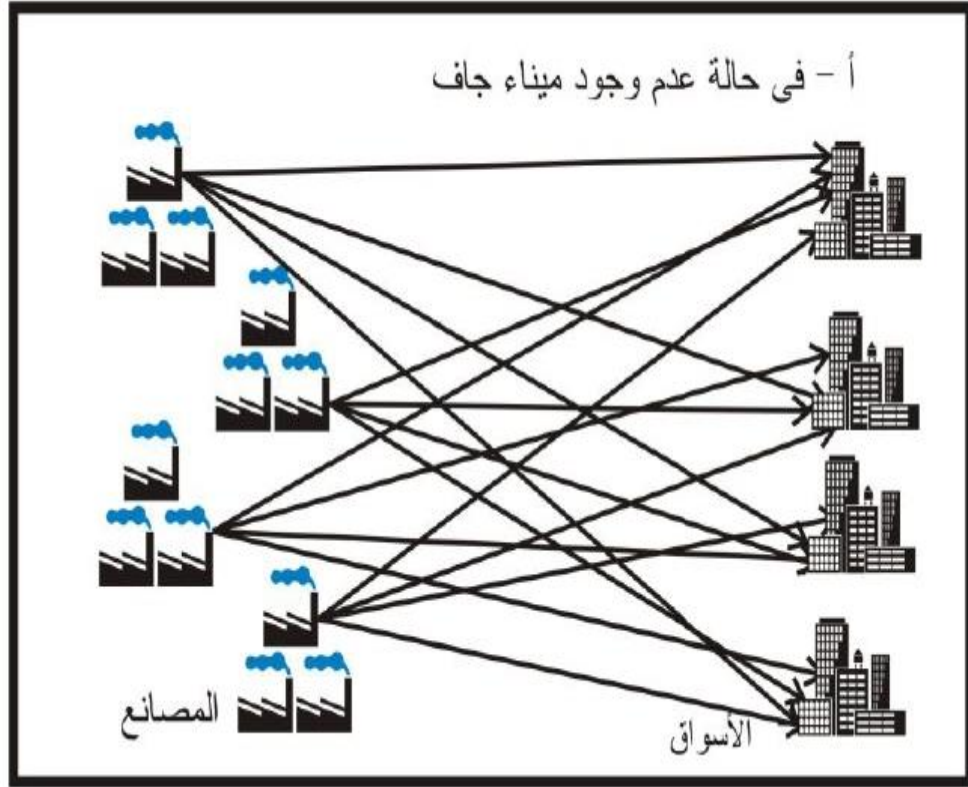 أ - فى حالة عدم وجود ميناء جاف
المصانع
الأسواق